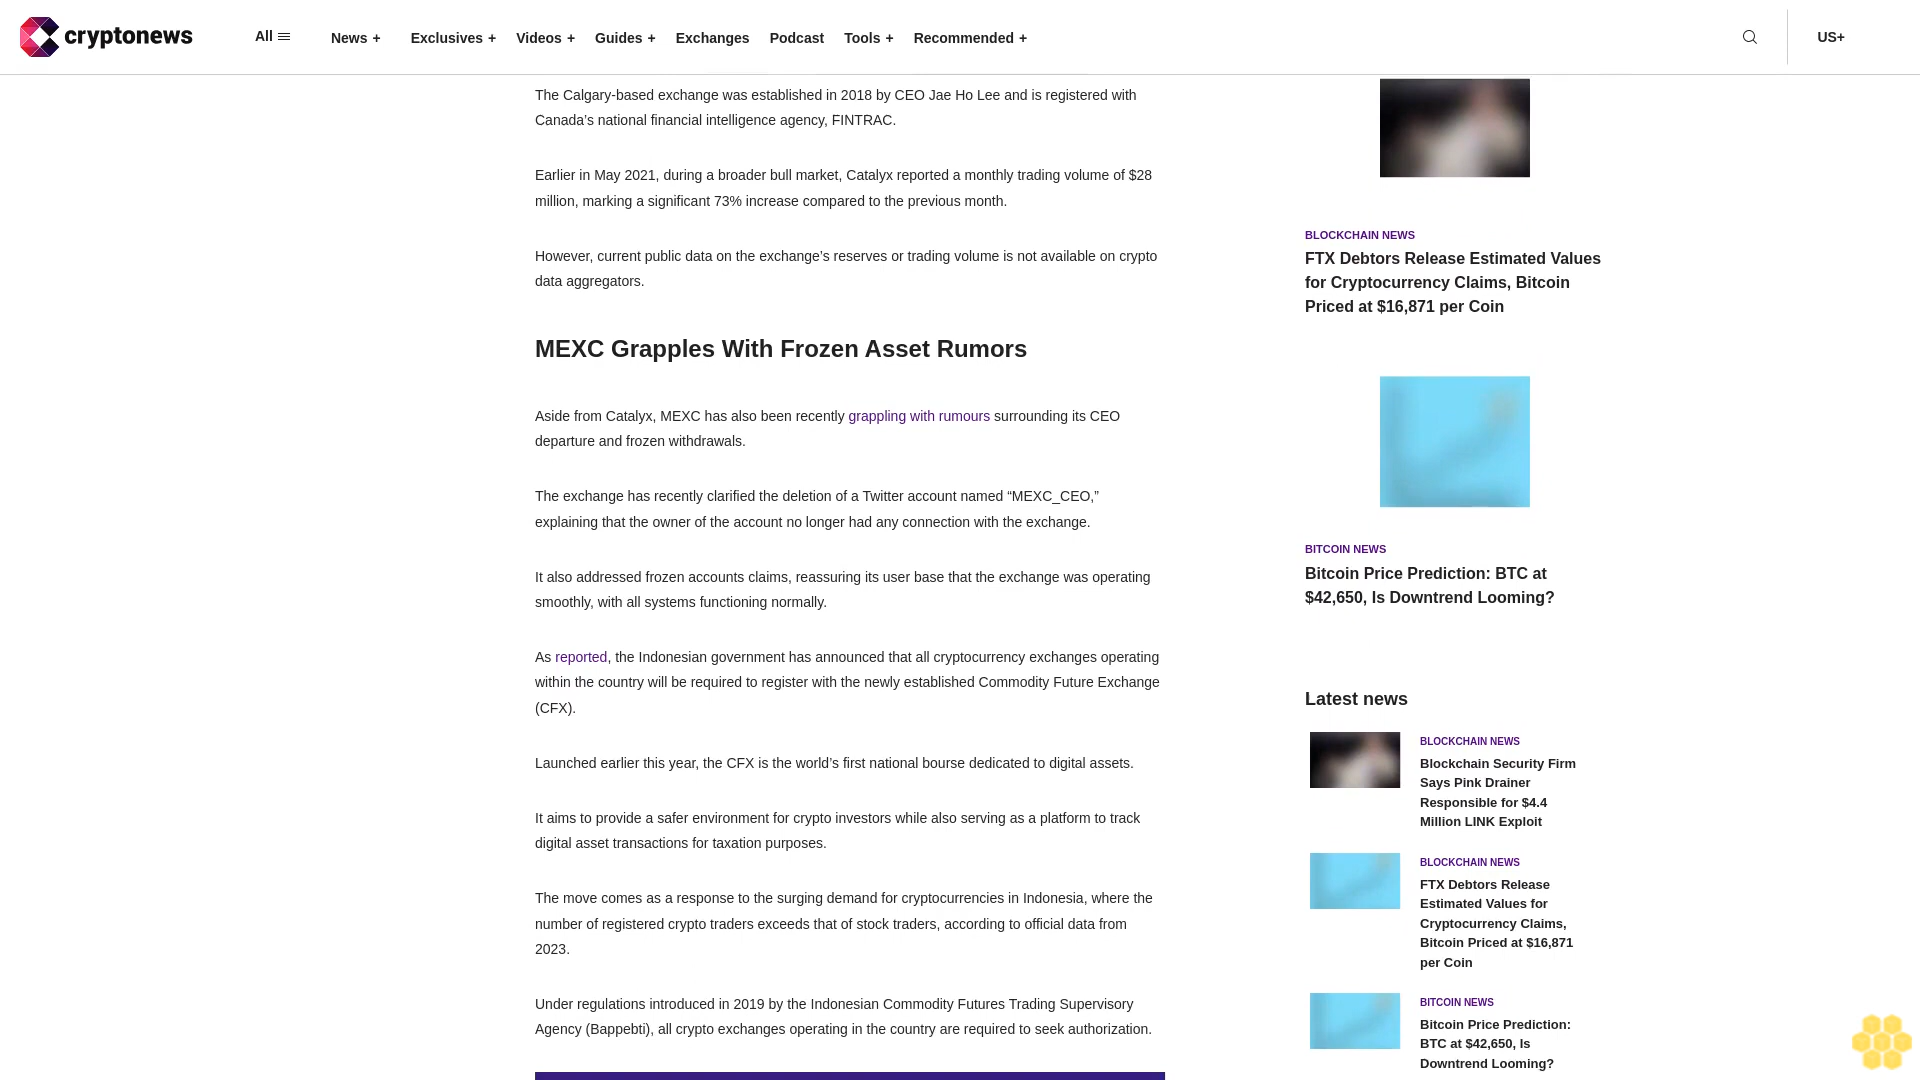 cryptonews
All
News +
Exclusives +
Videos +
Guides +
Exchanges
Podcast
Tools +
Recommended +
US+
The Calgary-based exchange was established in 2018 by CEO Jae Ho Lee and is registered with
Canada’s national financial intelligence agency, FINTRAC.
Earlier in May 2021, during a broader bull market, Catalyx reported a monthly trading volume of $28
million, marking a significant 73% increase compared to the previous month.
However, current public data on the exchange’s reserves or trading volume is not available on crypto
data aggregators.
MEXC Grapples With Frozen Asset Rumors
Aside from Catalyx, MEXC has also been recently grappling with rumours surrounding its CEO
departure and frozen withdrawals.
The exchange has recently clarified the deletion of a Twitter account named “MEXC_CEO,”
explaining that the owner of the account no longer had any connection with the exchange.
It also addressed frozen accounts claims, reassuring its user base that the exchange was operating
smoothly, with all systems functioning normally.
As reported, the Indonesian government has announced that all cryptocurrency exchanges operating
within the country will be required to register with the newly established Commodity Future Exchange
(CFX).
Launched earlier this year, the CFX is the world’s first national bourse dedicated to digital assets.
It aims to provide a safer environment for crypto investors while also serving as a platform to track
digital asset transactions for taxation purposes.
The move comes as a response to the surging demand for cryptocurrencies in Indonesia, where the
number of registered crypto traders exceeds that of stock traders, according to official data from
2023.
Under regulations introduced in 2019 by the Indonesian Commodity Futures Trading Supervisory
Agency (Bappebti), all crypto exchanges operating in the country are required to seek authorization.
BLOCKCHAIN NEWS
FTX Debtors Release Estimated Values
for Cryptocurrency Claims, Bitcoin
Priced at $16,871 per Coin
BITCOIN NEWS
Bitcoin Price Prediction: BTC at
$42,650, Is Downtrend Looming?
Latest news
BLOCKCHAIN NEWS
Blockchain Security Firm
Says Pink Drainer
Responsible for $4.4
Million LINK Exploit
BLOCKCHAIN NEWS
FTX Debtors Release
Estimated Values for
Cryptocurrency Claims,
Bitcoin Priced at $16,871
per Coin
BITCOIN NEWS
Bitcoin Price Prediction:
BTC at $42,650, Is
Downtrend Looming?